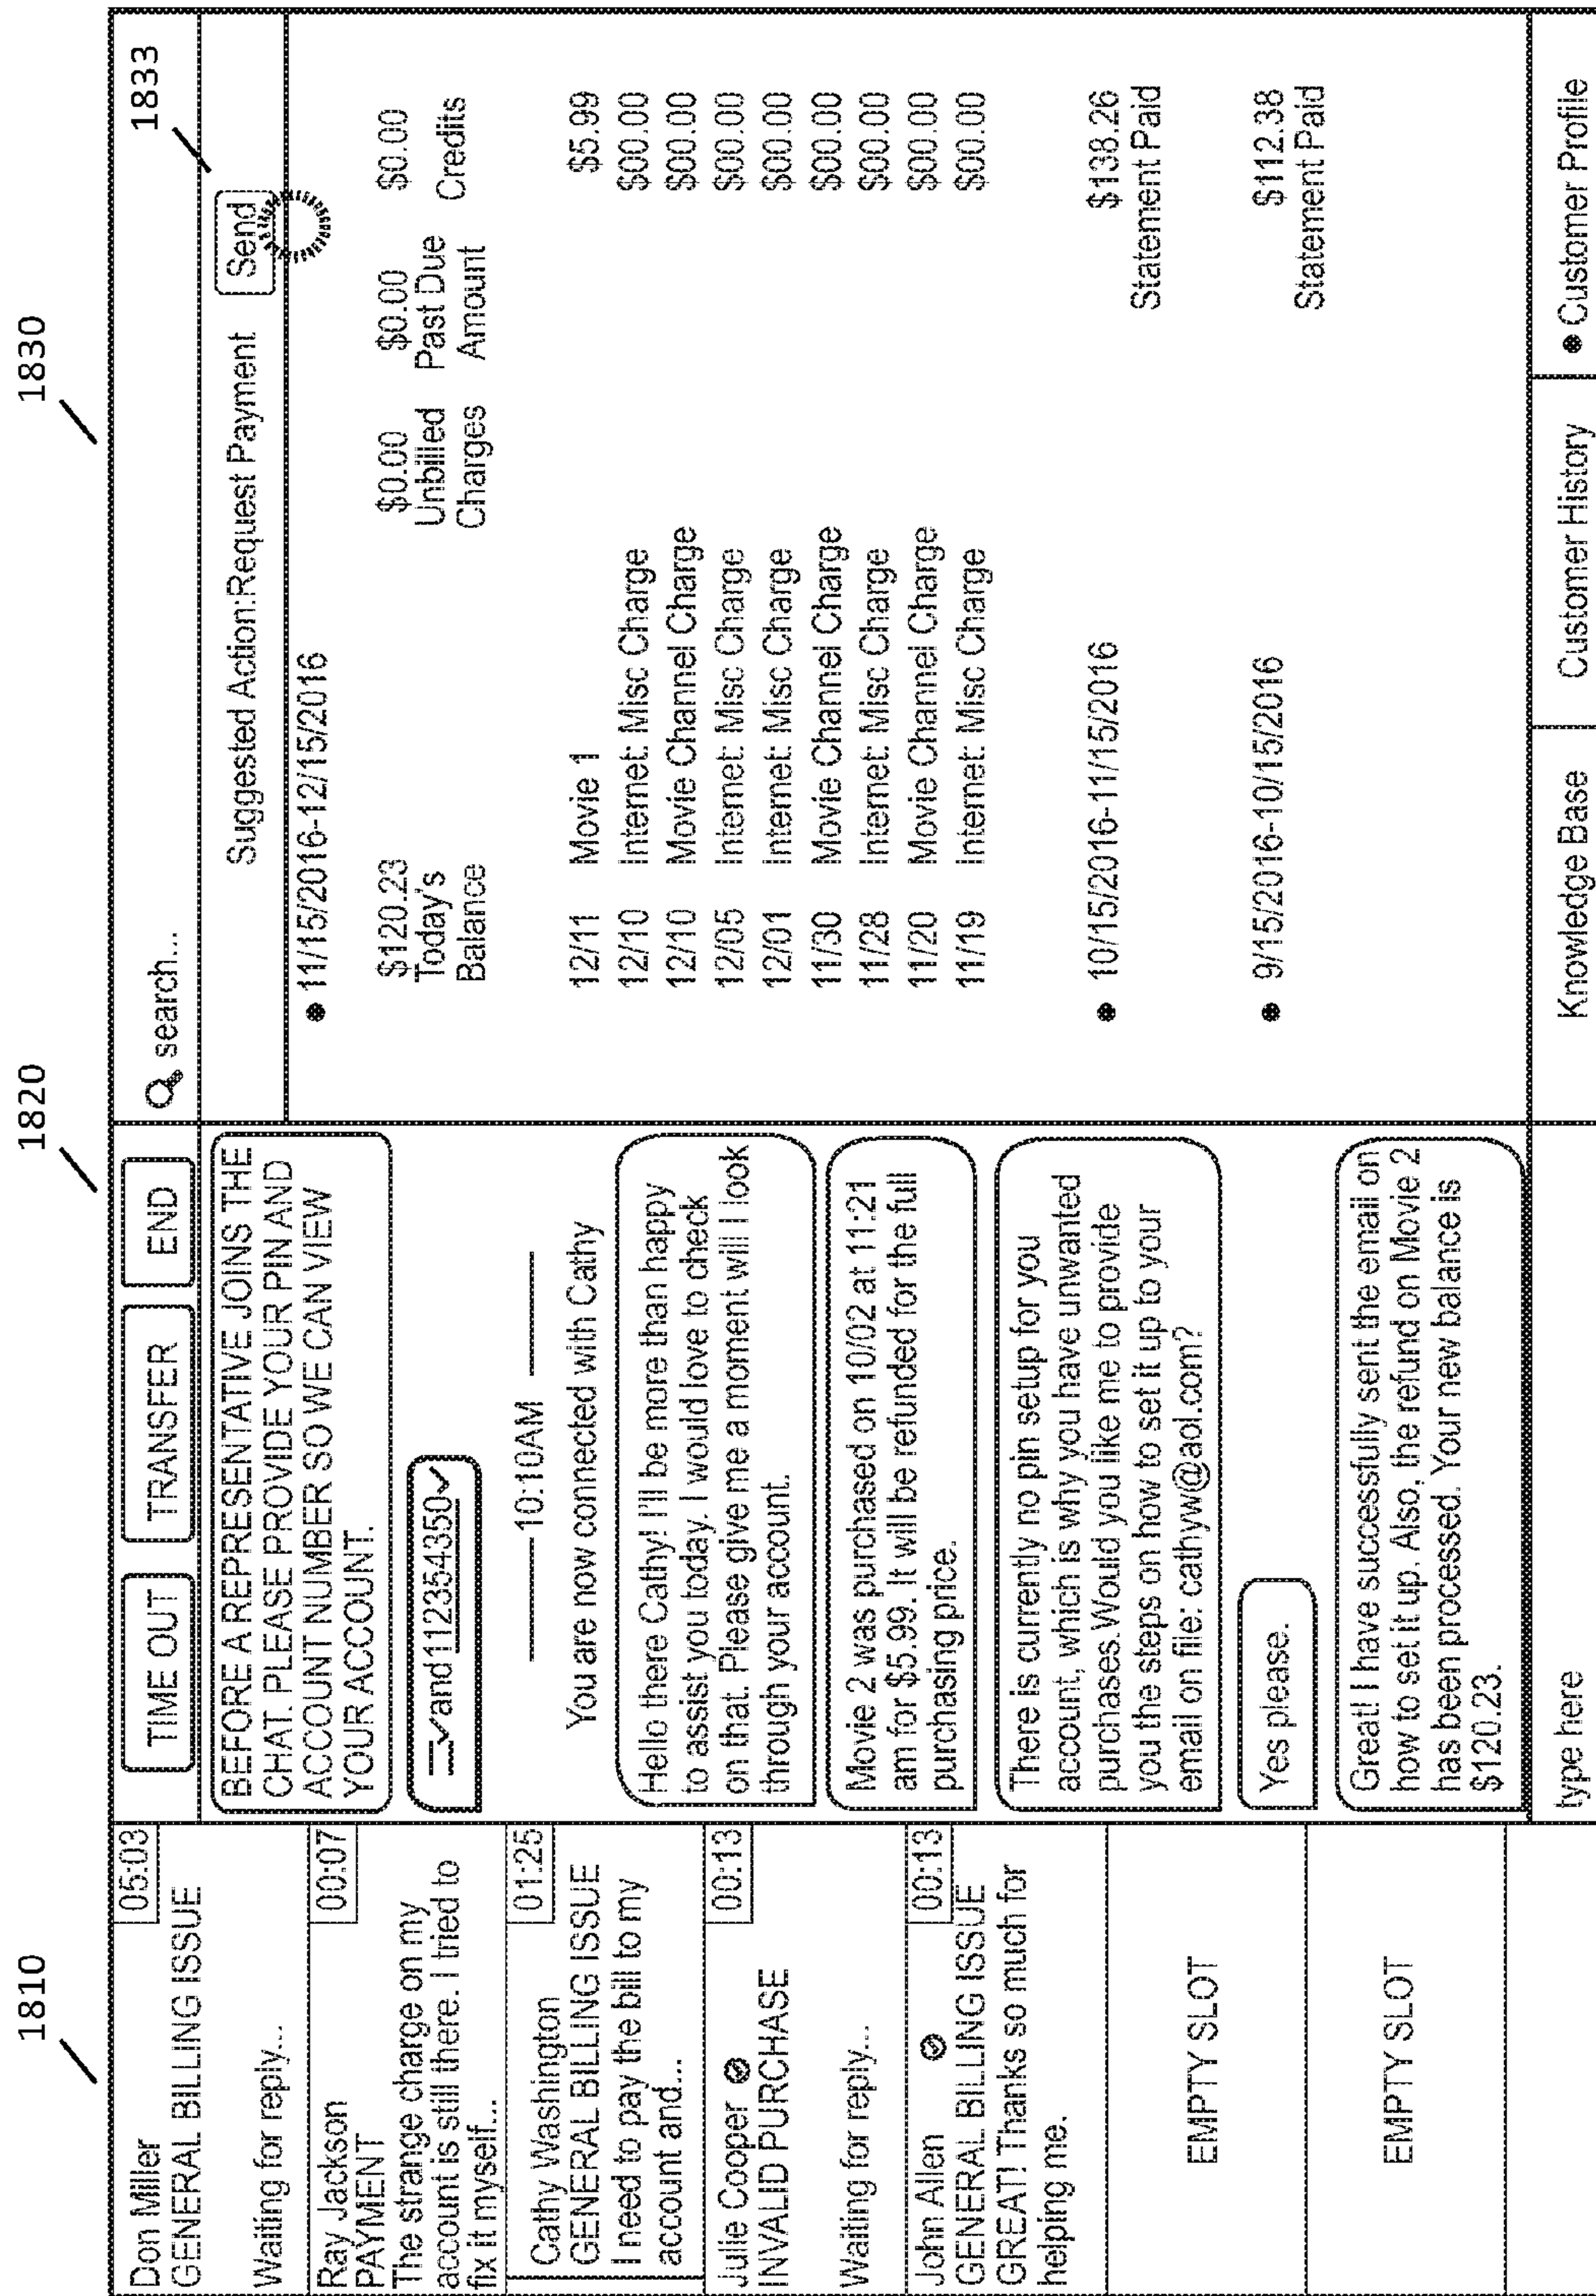 1810
1820
1830
Don Miller
05:03
GENERAL BILLING ISSUE
Waiting for reply...
Ray Jackson
00:07
PAYMENT
The strange charge on my
account is still there. I tried to
fix it myself...
Cathy Washington
01:25
GENERAL BILLING ISSUE
I need to pay the bill to my
account and...
Julie Cooper
00:13
INVALID PURCHASE
Waiting for reply...
John Allen
00:13
GENERAL BILLING ISSUE
GREAT! Thanks so much for
helping me.
EMPTY SLOT
EMPTY SLOT
TIME OUT
TRANSFER
END
BEFORE A REPRESENTATIVE JOINS THE
CHAT. PLEASE PROVIDE YOUR PIN AND
ACCOUNT NUMBER SO WE CAN VIEW
YOUR ACCOUNT.
and 112354350
10:10AM
You are now connected with Cathy
Hello there Cathy! I'll be more than happy
to assist you today. I would love to check
on that. Please give me a moment will I look
through your account.
Movie 2 was purchased on 10/02 at 11:21
am for $5.99. It will be refunded for the full
purchasing price.
There is currently no pin setup for you
account, which is why you have unwanted
purchases.Would you like me to provide
you the steps on how to set it up to your
email on file: cathyw@aol.com?
Yes please.
Great! I have successfully sent the email on
how to set it up. Also, the refund on Movie 2
has been processed. Your new balance is
$120.23.
type here
search...
1833
Suggested Action:Request Payment
Send
11/15/2016-12/15/2016
$120.23 $0.00 $0.00 $0.00
Today's Unbilled Past Due Credits
Balance Charges Amount
12/11 Movie 1 $5.99
12/10 Internet: Misc Charge $00.00
12/10 Movie Channel Charge $00.00
12/05 Internet: Misc Charge $00.00
12/01 Internet: Misc Charge $00.00
11/30 Movie Channel Charge $00.00
11/28 Internet: Misc Charge $00.00
11/20 Movie Channel Charge $00.00
11/19 Internet: Misc Charge $00.00
10/15/2016-11/15/2016 $138.26
Statement Paid
9/15/2016-10/15/2016 $112.38
Statement Paid
Knowledge Base
Customer History
Customer Profile